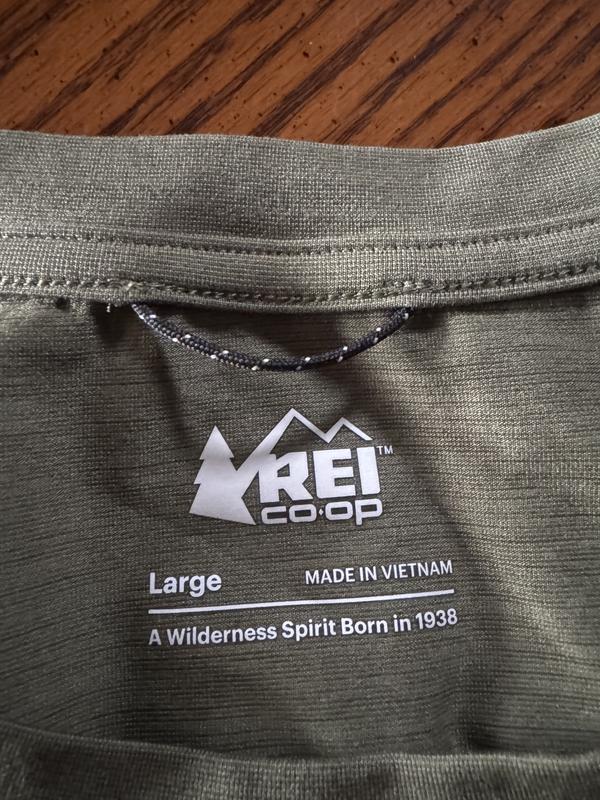 REI™
co·op
Large MADE IN VIETNAM
A Wilderness Spirit Born in 1938